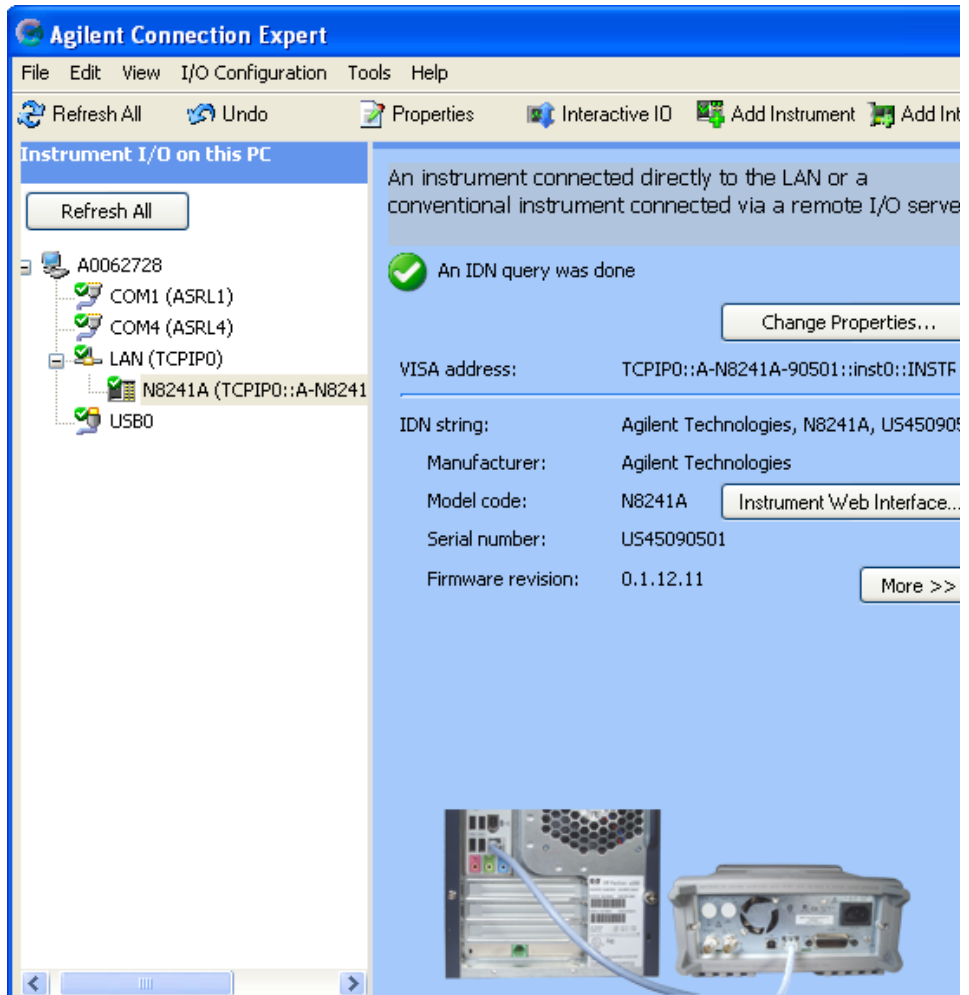 Agilent Connection Expert
File Edit View I/O Configuration Tools Help
Refresh All Undo Properties Interactive IO Add Instrument Add Int
Instrument I/O on this PC
Refresh All
A0062728
COM1 (ASRL1)
COM4 (ASRL4)
LAN (TCPIP0)
N8241A (TCPIP0::A-N8241
USB0
An instrument connected directly to the LAN or a
conventional instrument connected via a remote I/O serve
An IDN query was done
Change Properties...
VISA address: TCPIP0::A-N8241A-90501::inst0::INSTR
IDN string: Agilent Technologies, N8241A, US450905
Manufacturer: Agilent Technologies
Model code: N8241A Instrument Web Interface...
Serial number: US45090501
Firmware revision: 0.1.12.11
More >>